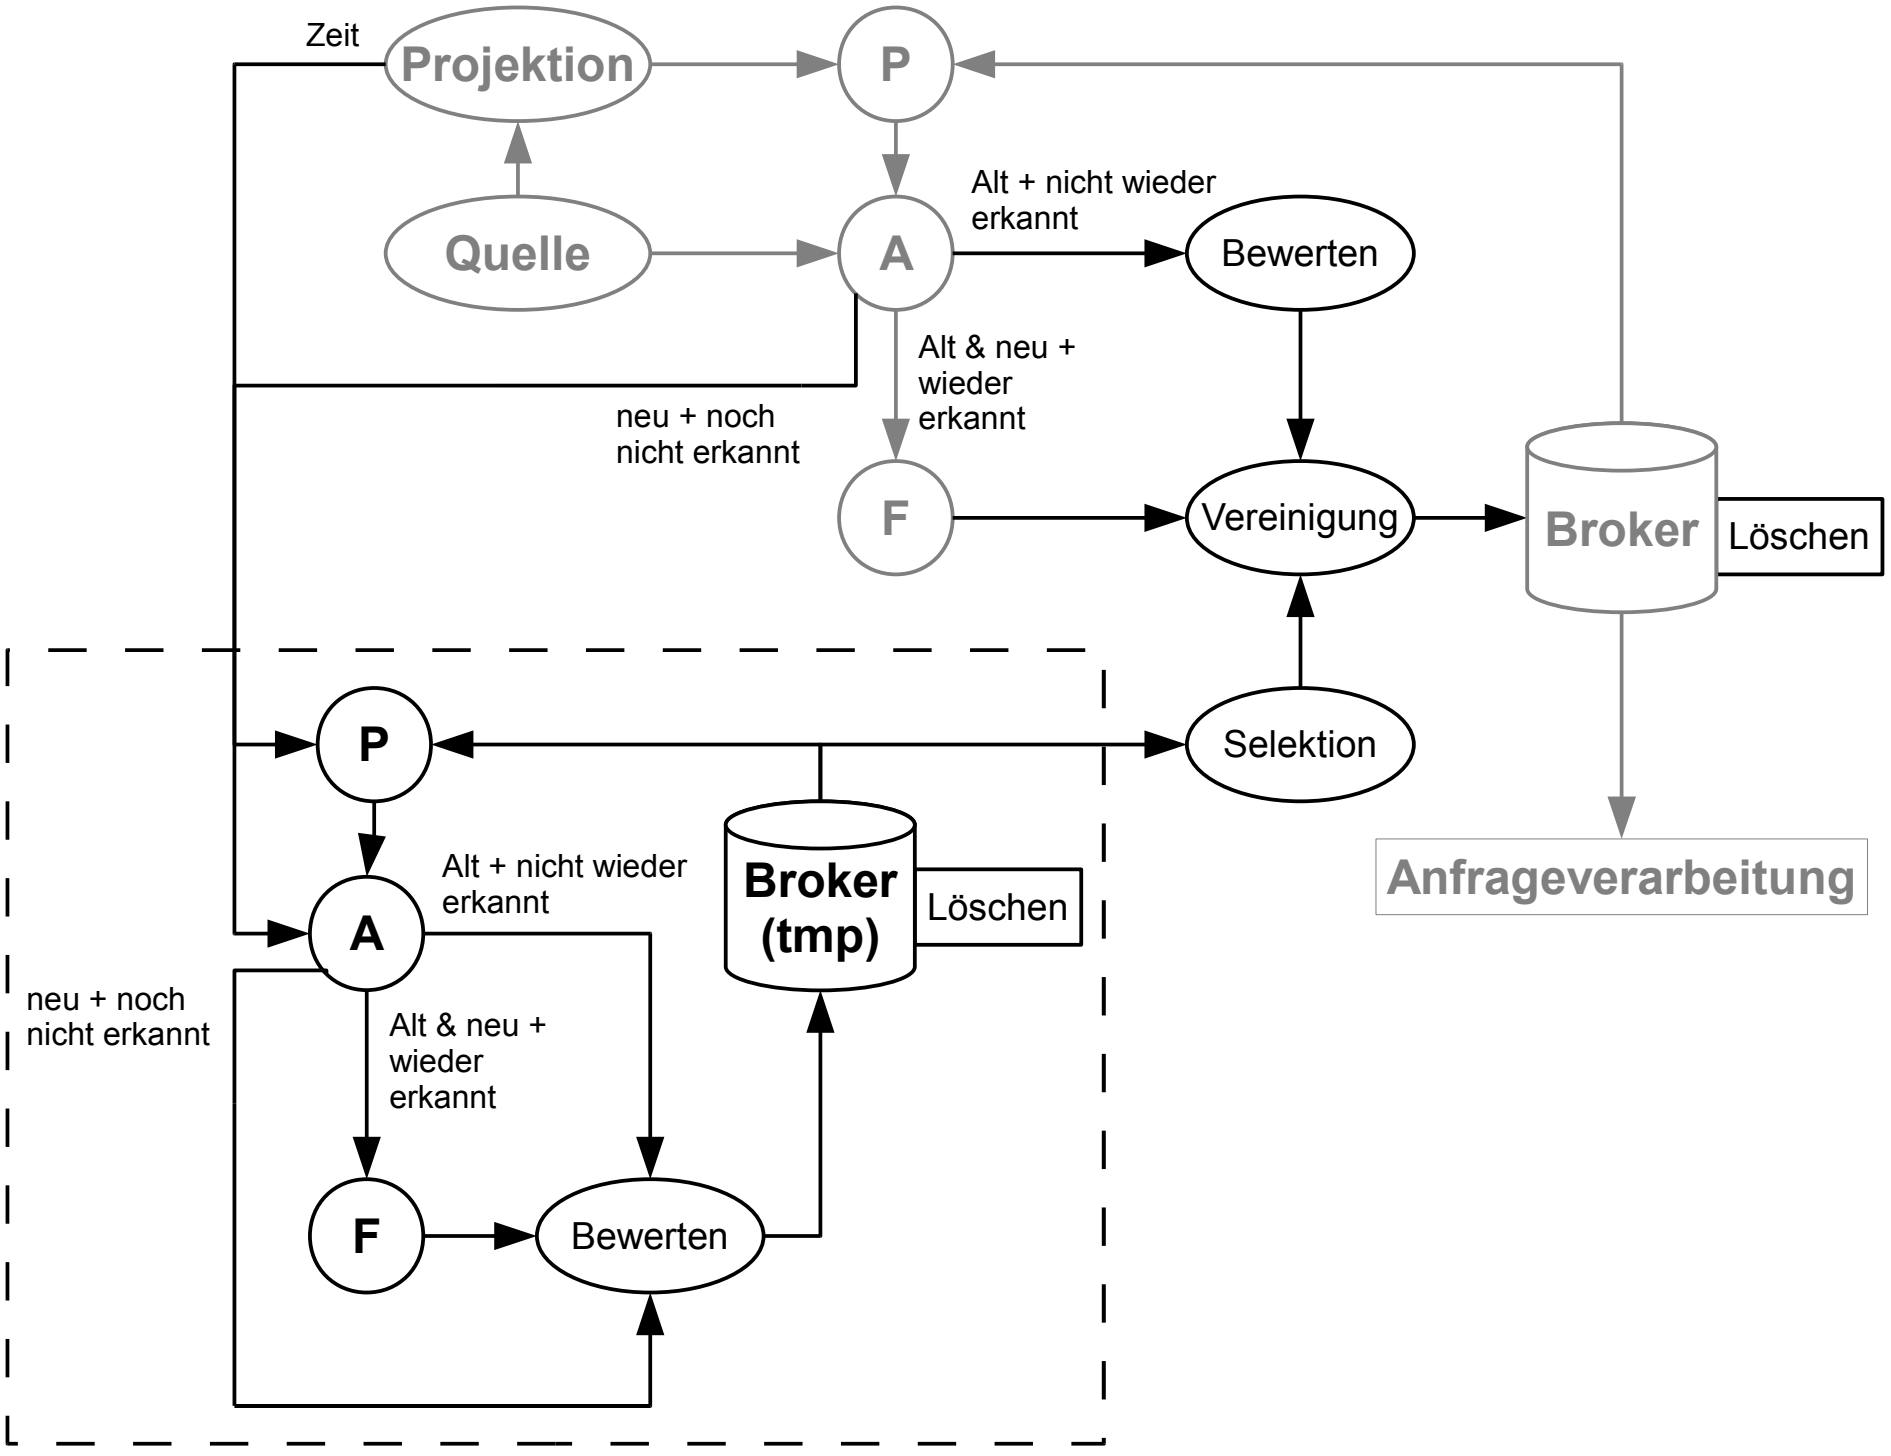 Zeit
Projektion
P
Alt + nicht wieder
erkannt
Quelle
A
Bewerten
Alt & neu +
wieder
erkannt
neu + noch
nicht erkannt
F
Vereinigung
Broker
Löschen
P
Selektion
Alt + nicht wieder
erkannt
Broker
(tmp)
Löschen
Anfrageverarbeitung
A
neu + noch
nicht erkannt
Alt & neu +
wieder
erkannt
F
Bewerten